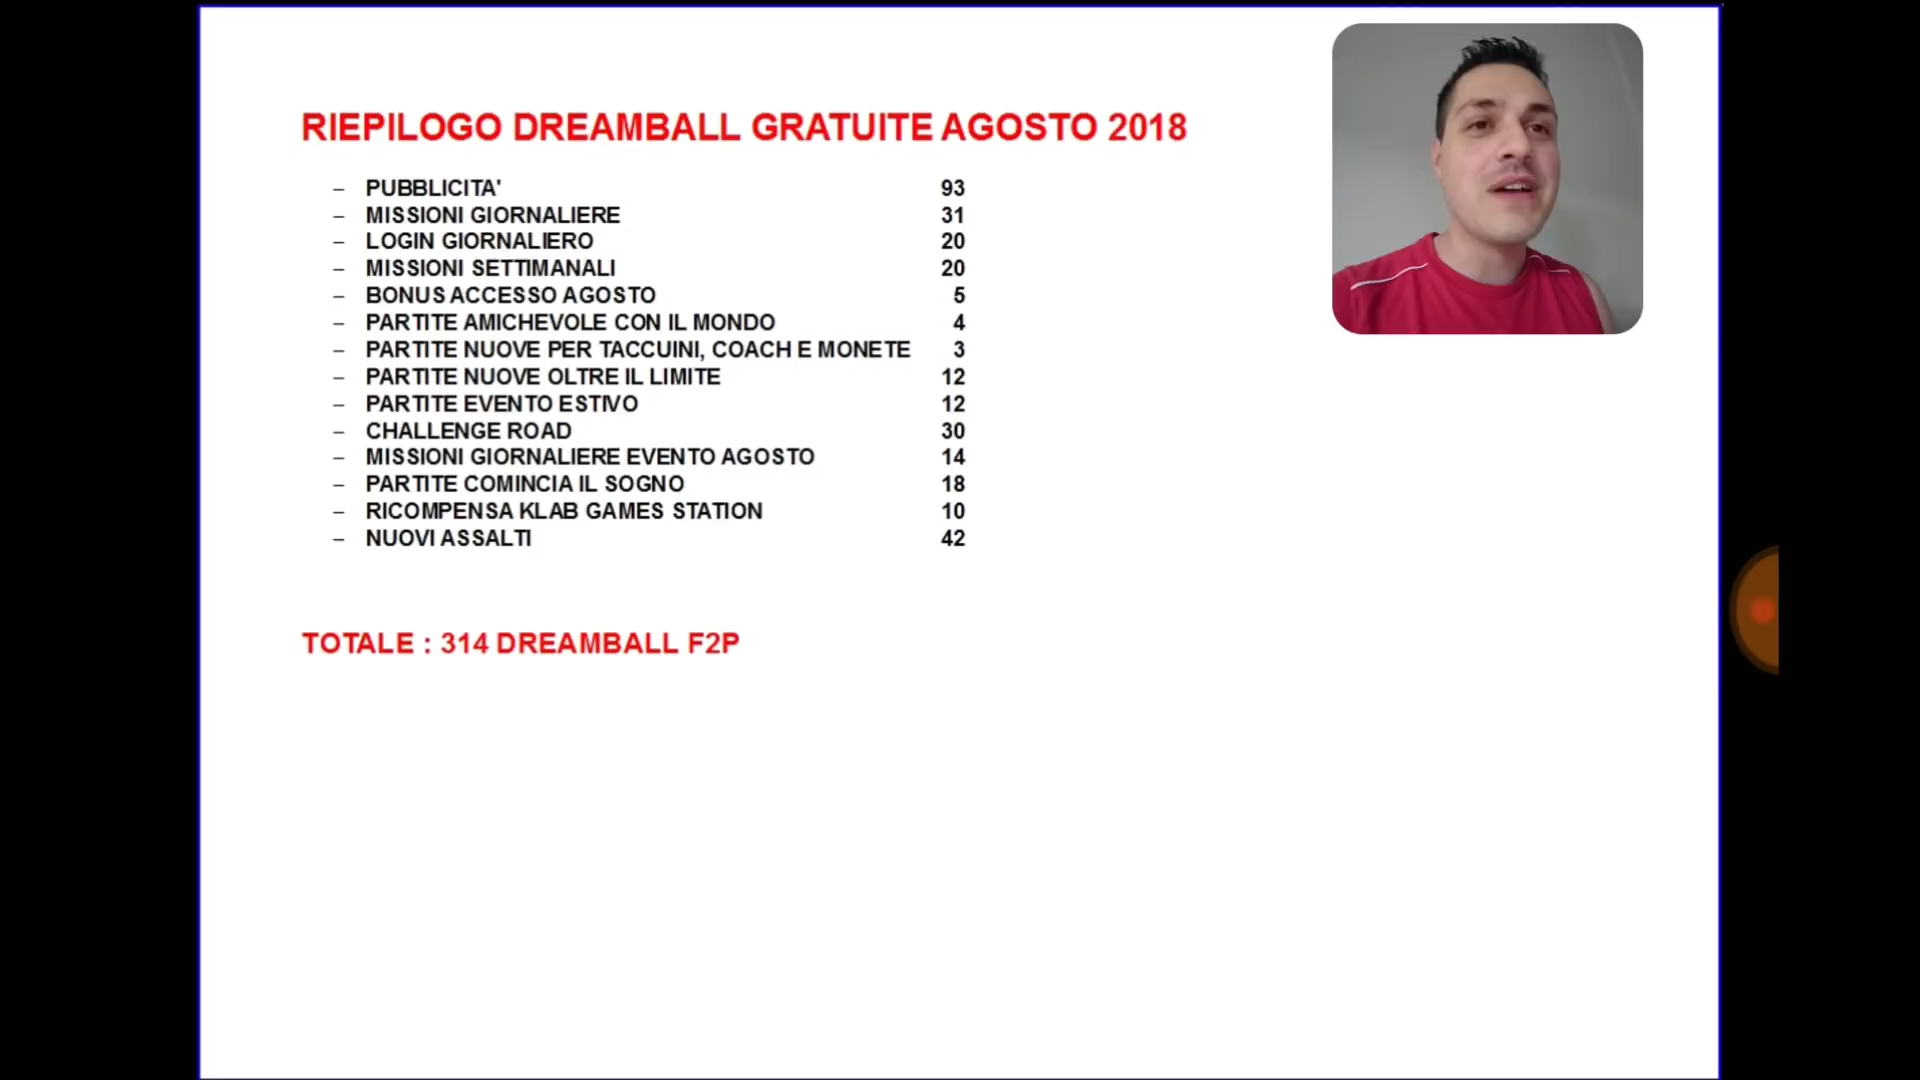 RIEPILOGO DREAMBALL GRATUITE AGOSTO 2018
– PUBBLICITA' 93
– MISSIONI GIORNALIERE 31
– LOGIN GIORNALIERO 20
– MISSIONI SETTIMANALI 20
– BONUS ACCESSO AGOSTO 5
– PARTITE AMICHEVOLE CON IL MONDO 4
– PARTITE NUOVE PER TACCUINI, COACH E MONETE 3
– PARTITE NUOVE OLTRE IL LIMITE 12
– PARTITE EVENTO ESTIVO 12
– CHALLENGE ROAD 30
– MISSIONI GIORNALIERE EVENTO AGOSTO 14
– PARTITE COMINCIA IL SOGNO 18
– RICOMPENSA KLAB GAMES STATION 10
– NUOVI ASSALTI 42
TOTALE : 314 DREAMBALL F2P